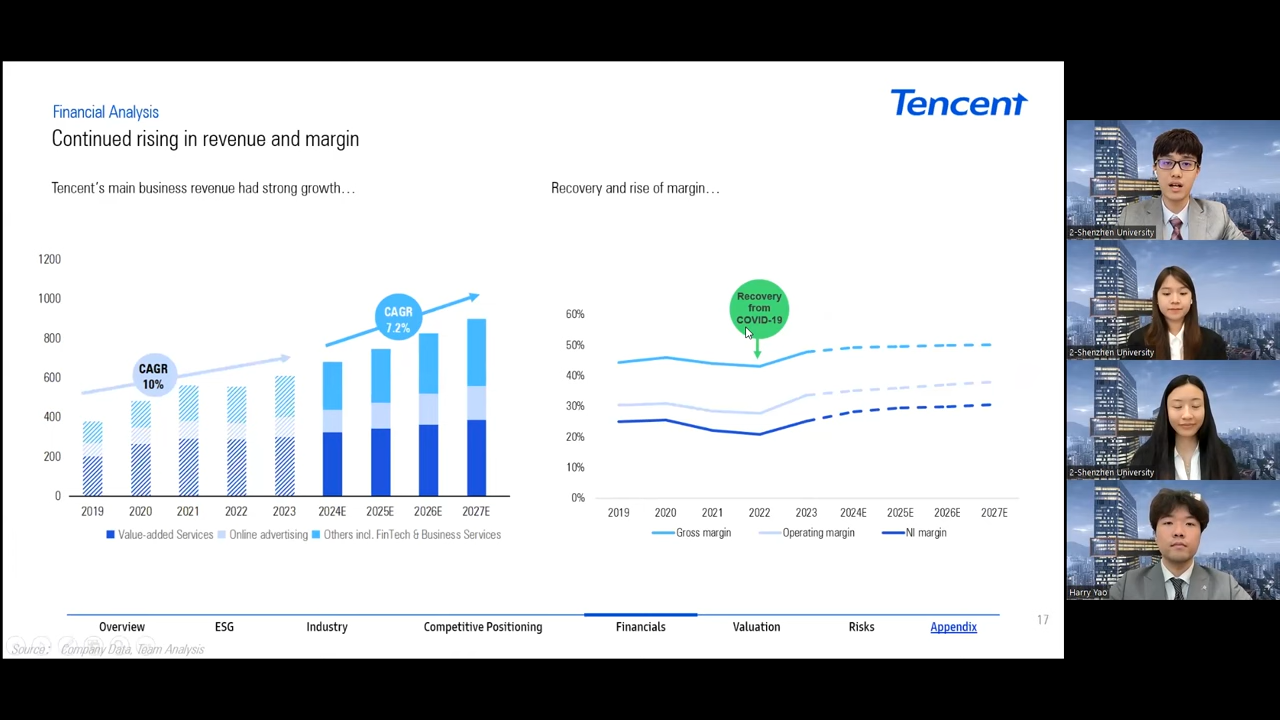 Financial Analysis
Tencent
Continued rising in revenue and margin
Tencent's main business revenue had strong growth…
Recovery and rise of margin…
1200
1000
800
600
400
200
0
CAGR
10%
CAGR
7.2%
2019 2020 2021 2022 2023 2024E 2025E 2026E 2027E
Value-added Services Online advertising Others incl. FinTech & Business Services
60%
50%
40%
30%
20%
10%
0%
Recovery
from
COVID-19
2019 2020 2021 2022 2023 2024E 2025E 2026E 2027E
Gross margin Operating margin NI margin
Overview ESG Industry Competitive Positioning Financials Valuation Risks Appendix
17
Source: Company Data, Team Analysis
2-Shenzhen University
2-Shenzhen University
2-Shenzhen University
Harry Yao